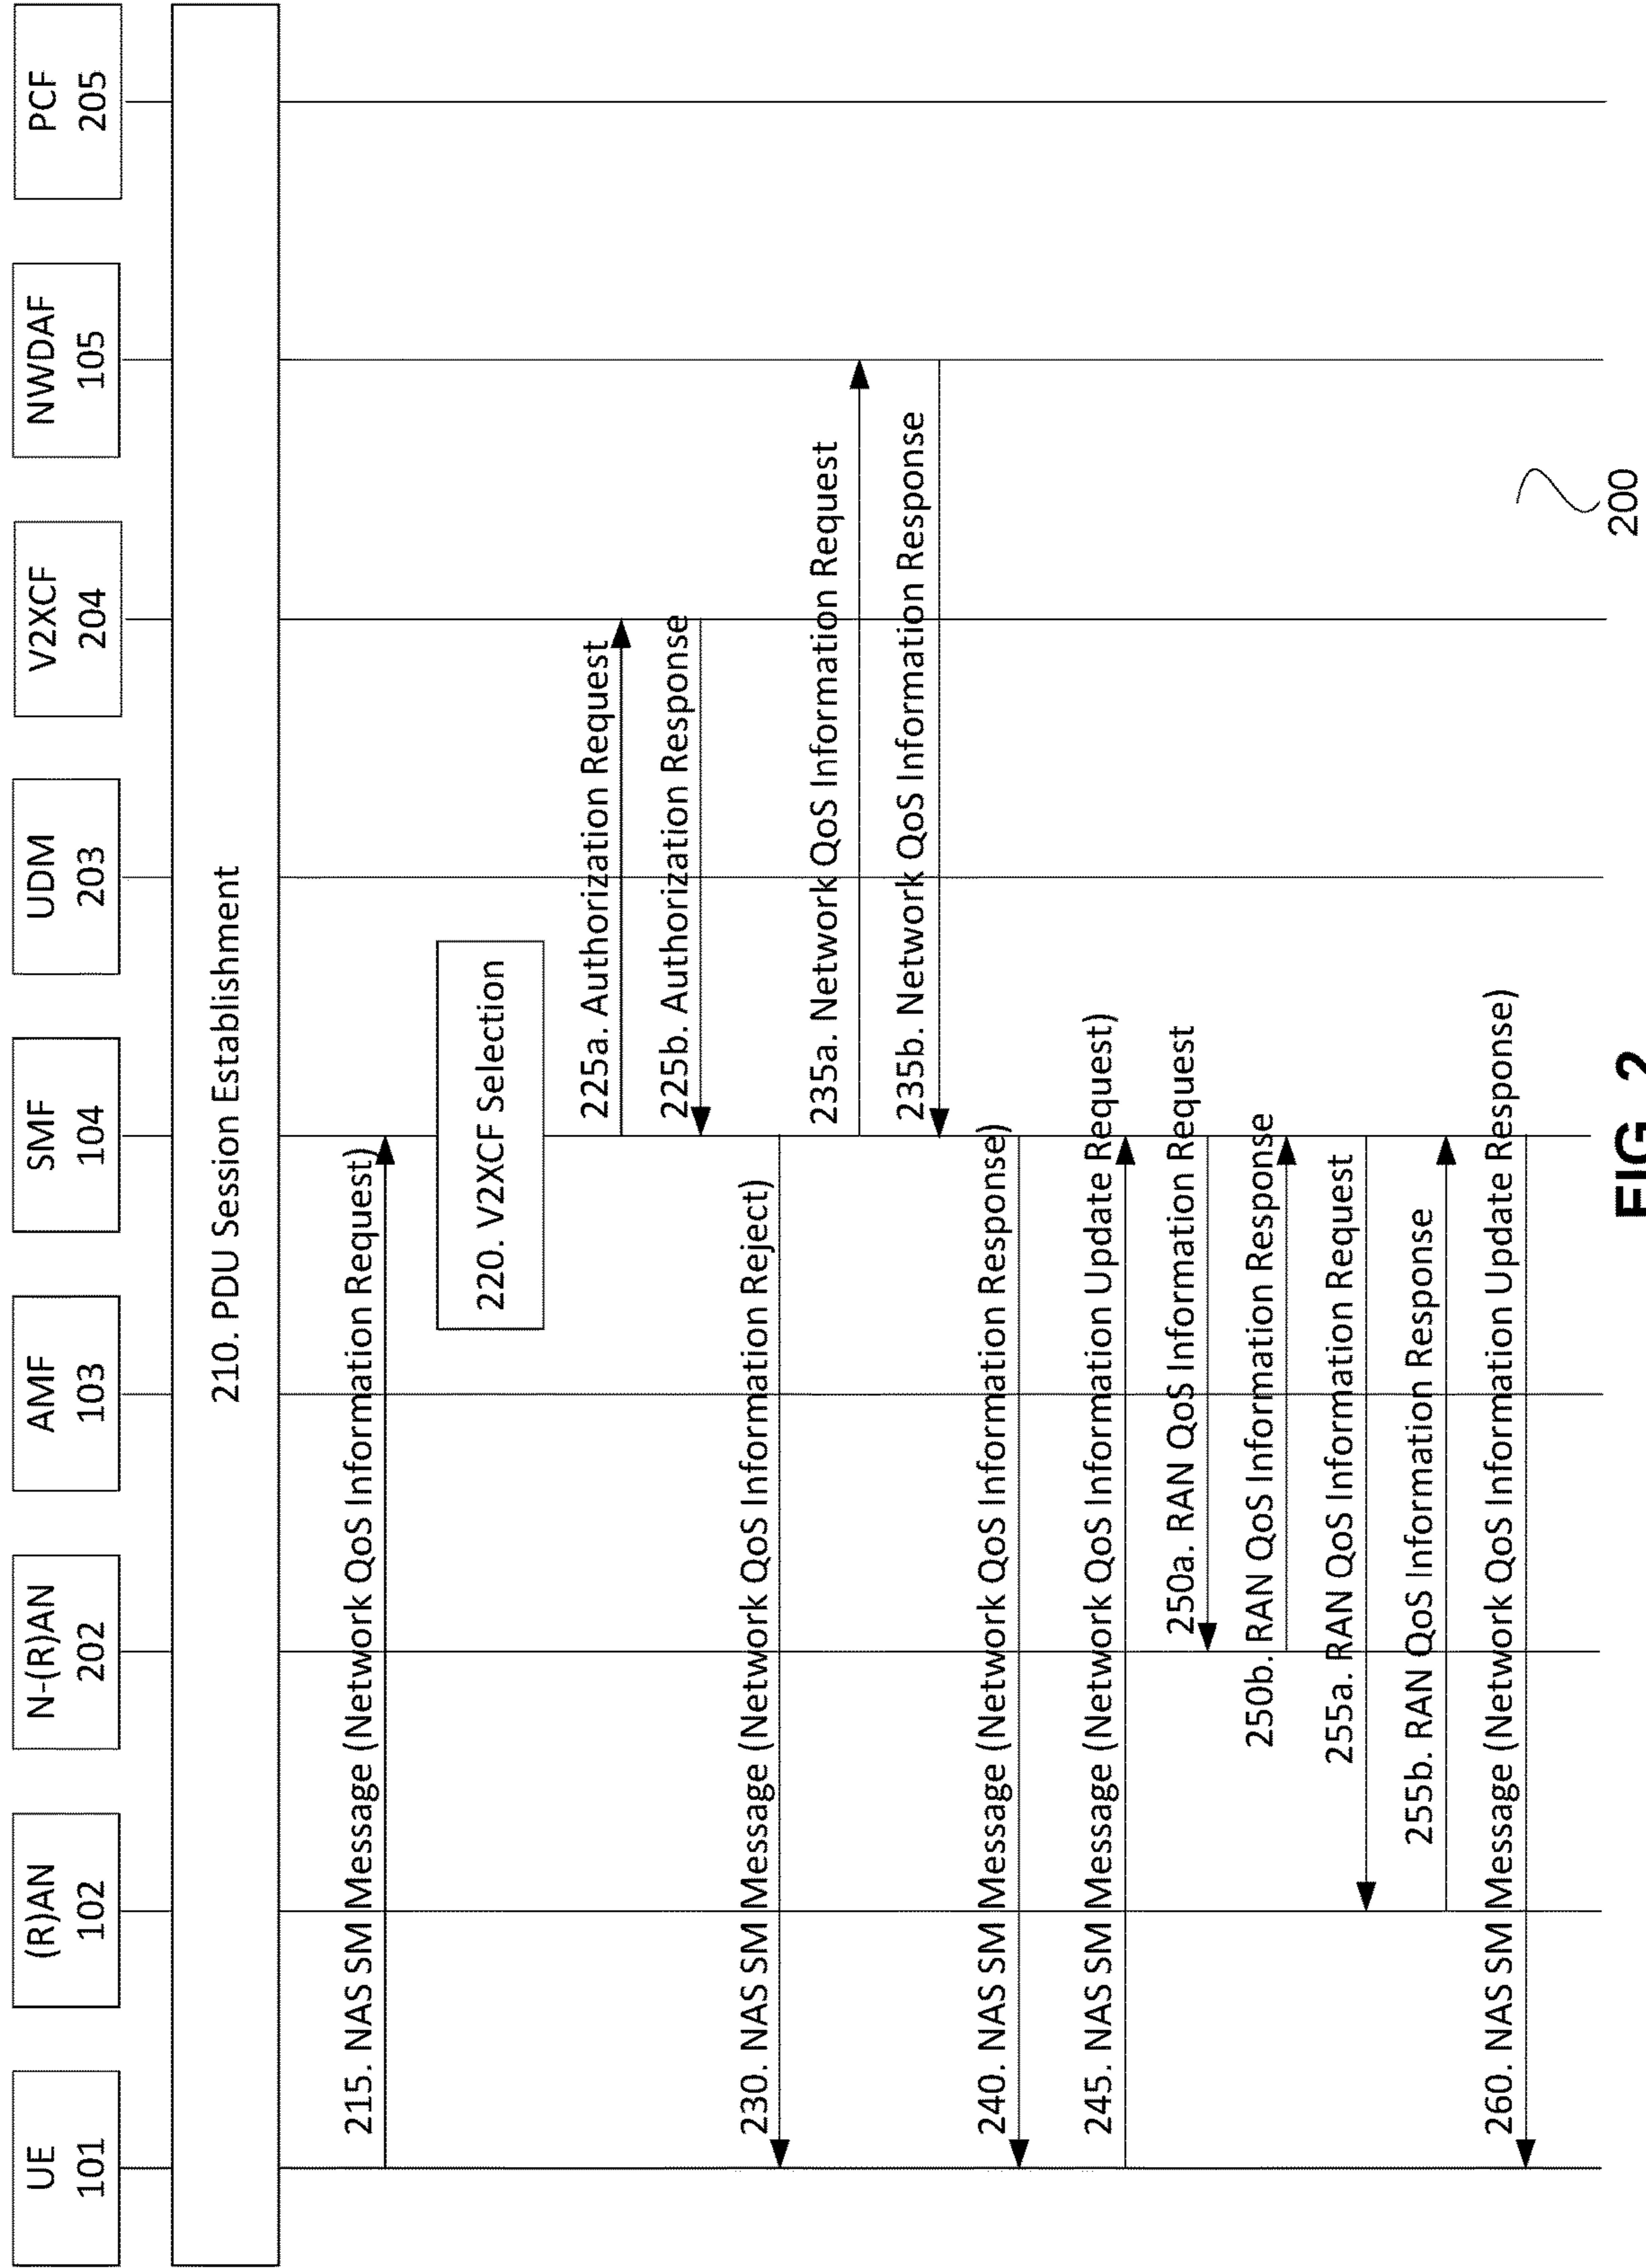 UE
101
(R)AN
102
N-(R)AN
202
AMF
103
SMF
104
UDM
203
V2XCF
204
NWDAF
105
PCF
205
210. PDU Session Establishment
215. NAS SM Message (Network QoS Information Request)
220. V2XCF Selection
225a. Authorization Request
225b. Authorization Response
230. NAS SM Message (Network QoS Information Reject)
235a. Network QoS Information Request
235b. Network QoS Information Response
240. NAS SM Message (Network QoS Information Response)
245. NAS SM Message (Network QoS Information Update Request)
250a. RAN QoS Information Request
250b. RAN QoS Information Response
255a. RAN QoS Information Request
255b. RAN QoS Information Response
260. NAS SM Message (Network QoS Information Update Response)
200
FIG. 2